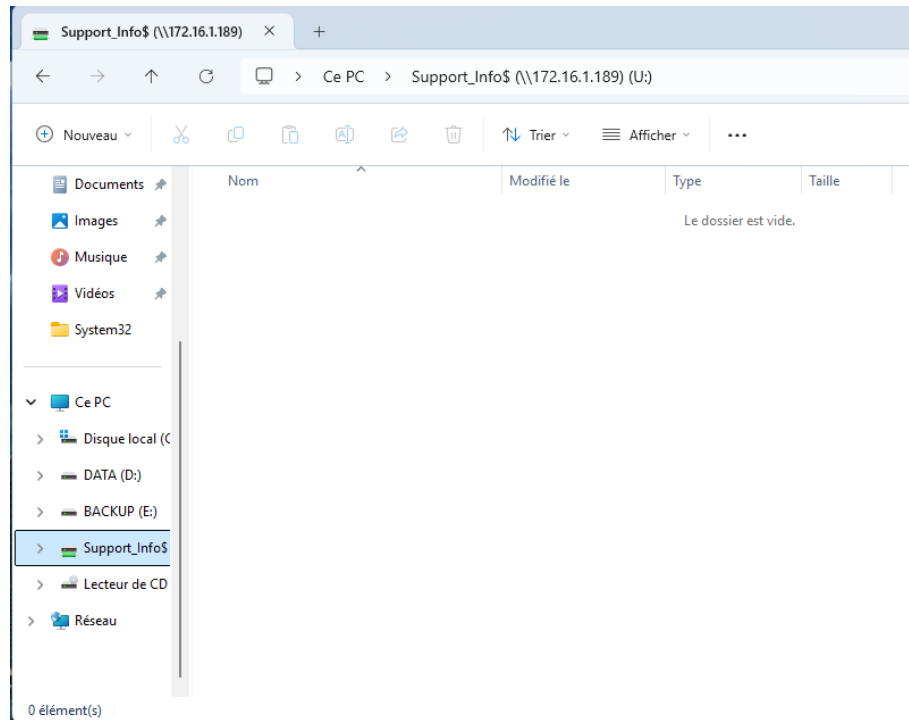 Support_Info$ (\\172.16.1.189)
Ce PC > Support_Info$ (\\172.16.1.189) (U:)
Nouveau Trier Afficher
Nom Modifié le Type Taille
Le dossier est vide.
Documents
Images
Musique
Vidéos
System32
Ce PC
Disque local (C
DATA (D:)
BACKUP (E:)
Support_Info$
Lecteur de CD
Réseau
0 élément(s)